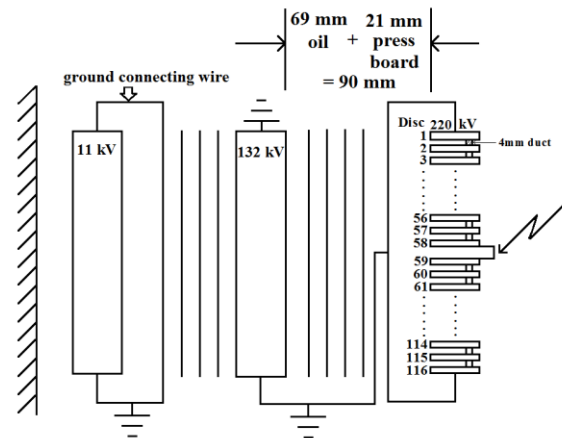 69 mm 21 mm
oil + press
board
= 90 mm
ground connecting wire
11 kV
132 kV
Disc 220 kV
1
2
3
4mm duct
56
57
58
59
60
61
114
115
116